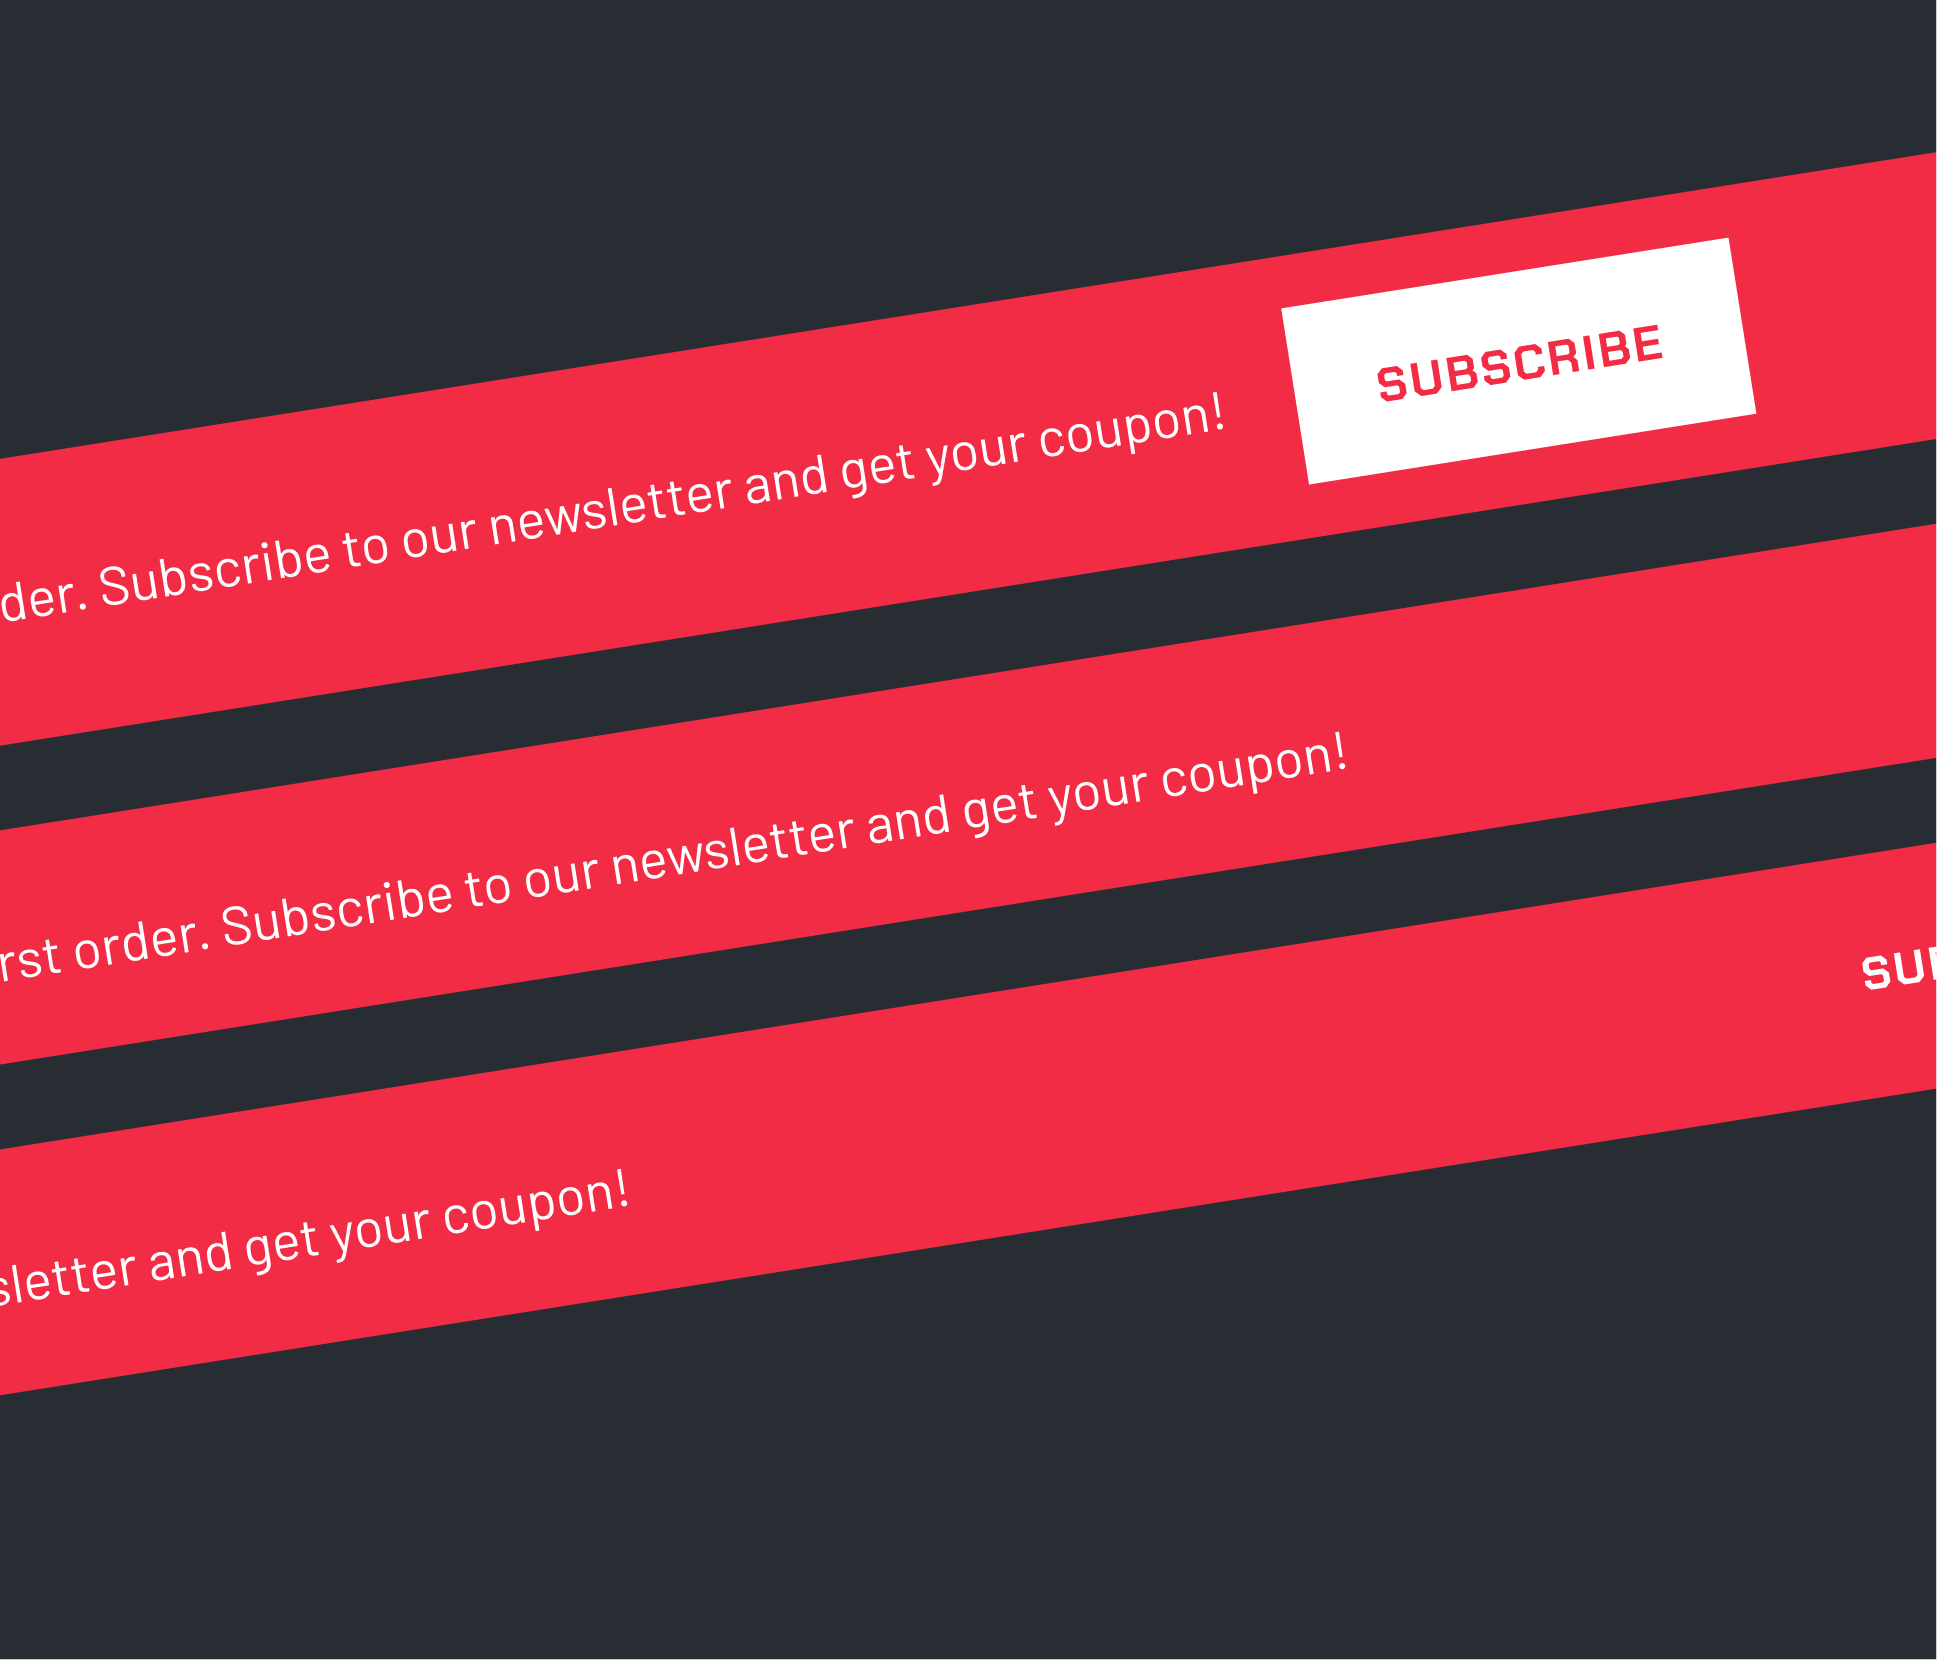 der. Subscribe to our newsletter and get your coupon! SUBSCRIBE
rst order. Subscribe to our newsletter and get your coupon!
SU
sletter and get your coupon!